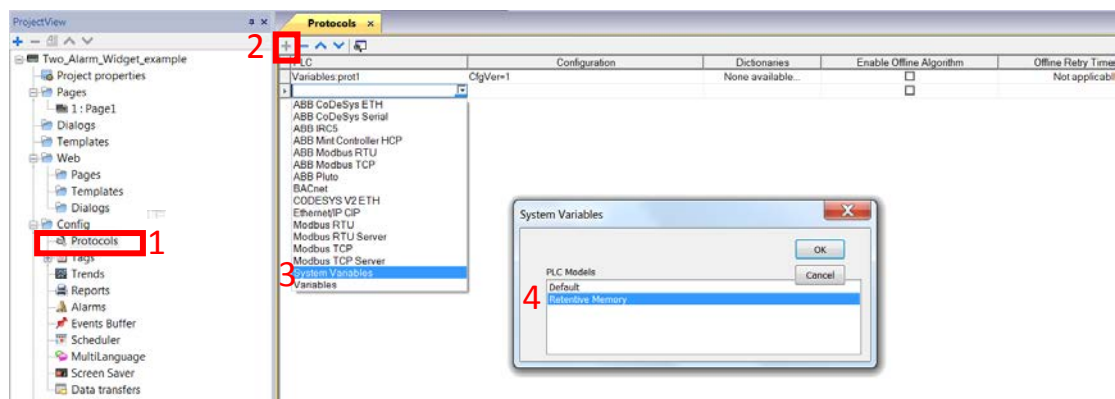 ProjectView
Two_Alarm_Widget_example
Project properties
Pages
1 : Page1
Dialogs
Templates
Web
Pages
Templates
Dialogs
Config
Protocols
1
Tags
Trends
Reports
Alarms
Events Buffer
Scheduler
MultiLanguage
Screen Saver
Data transfers
Protocols
2
PLC Configuration Dictionaries Enable Offline Algorithm Offline Retry Timeo
Variables:prot1 CfgVer=1 None available... Not applicabl
ABB CoDeSys ETH
ABB CoDeSys Serial
ABB IRC5
ABB Mint Controller HCP
ABB Modbus RTU
ABB Modbus TCP
ABB Pluto
BACnet
CODESYS V2 ETH
Ethernet/IP CIP
Modbus RTU
Modbus RTU Server
Modbus TCP
Modbus TCP Server
3
System Variables
Variables
System Variables
OK
PLC Models
Cancel
Default
4
Retentive Memory